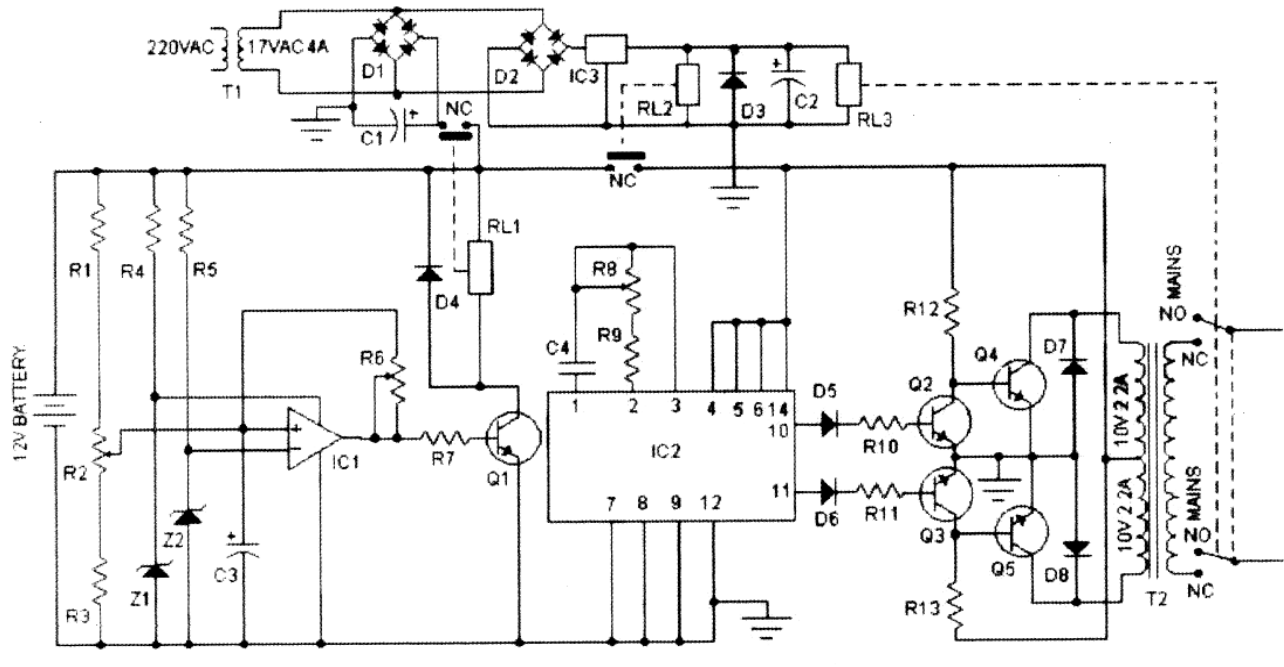 220VAC
17VAC 4A
T1
D1
D2
IC3
C1
+
NC
RL2
D3
+
C2
RL3
NC
12V BATTERY.
R1
R4
R5
RL1
D4
R8
R9
C4
R12
Q4
D7
MAINS
NO
NC
R6
R2
+
−
IC1
R7
Q1
1
2
3
4
5
6
14
10
IC2
11
7
8
9
12
D5
R10
Q2
D6
R11
Q3
Q5
D8
10V 2 2A
10V 2 2A
T2
MAINS
NO
NC
R13
Z2
Z1
+
C3
R3